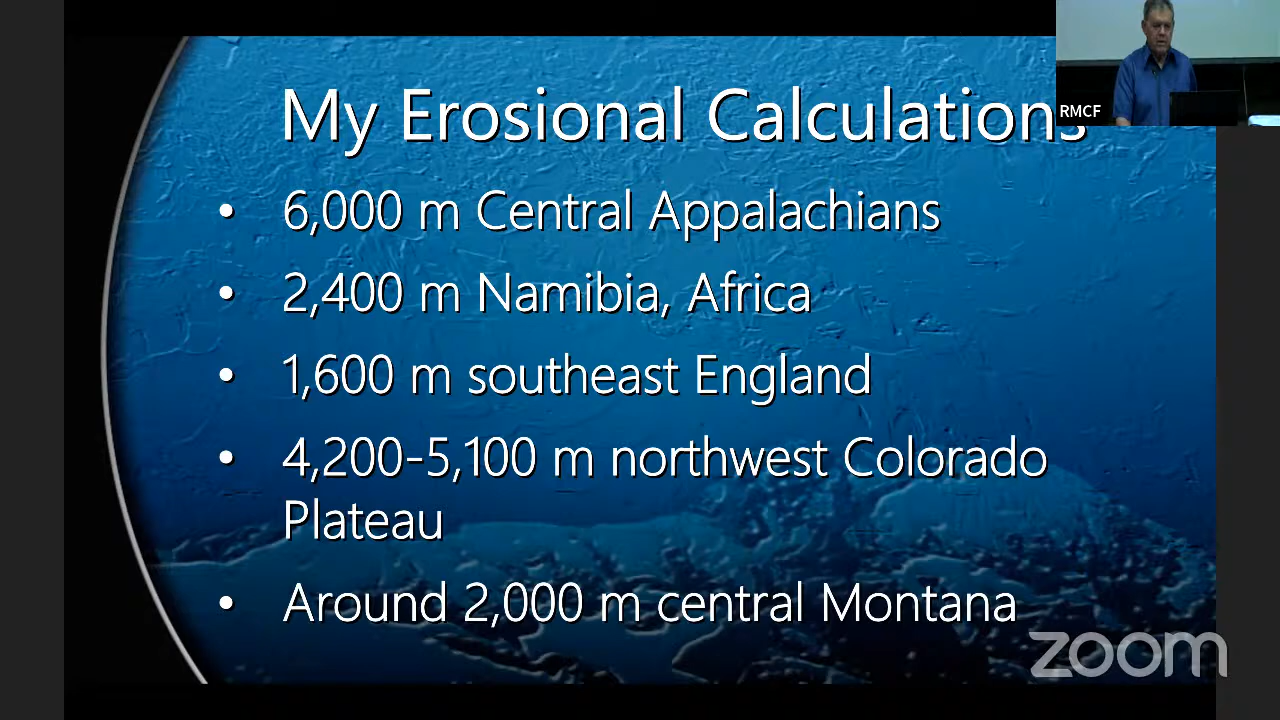 My Erosional Calculations
RMCF
• 6,000 m Central Appalachians
• 2,400 m Namibia, Africa
• 1,600 m southeast England
• 4,200-5,100 m northwest Colorado
Plateau
• Around 2,000 m central Montana
zoom